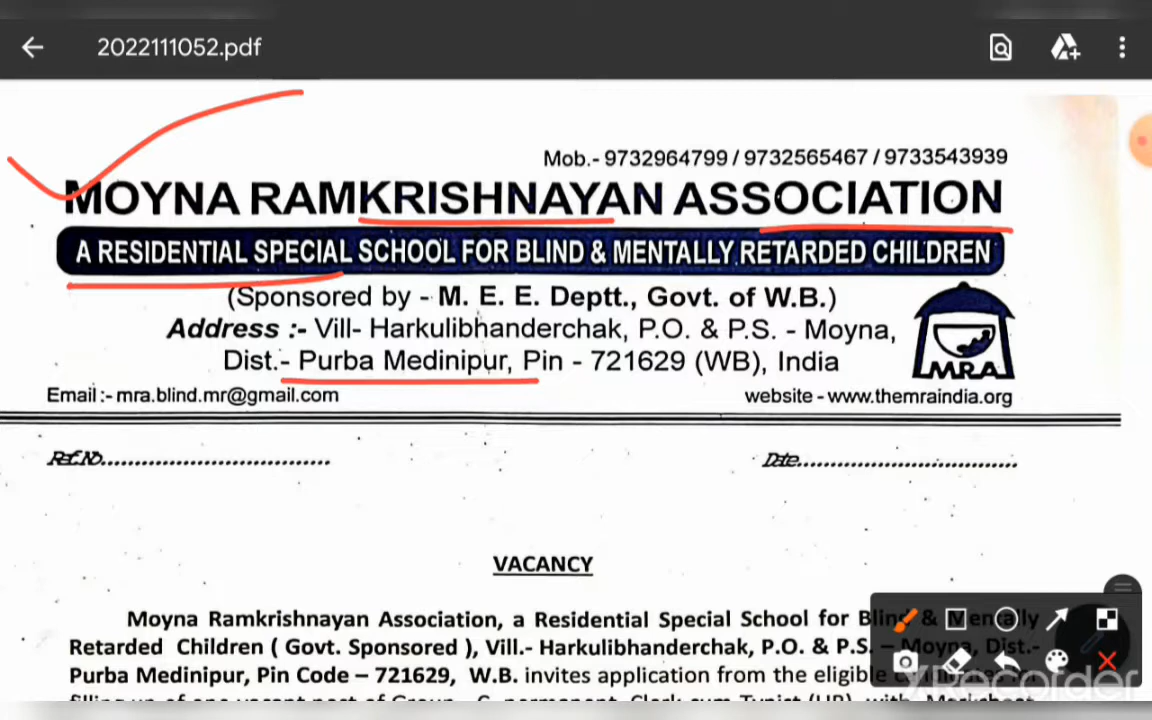 2022111052.pdf
Mob.- 9732964799 / 9732565467 / 9733543939
MOYNA RAMKRISHNAYAN ASSOCIATION
A RESIDENTIAL SPECIAL SCHOOL FOR BLIND & MENTALLY RETARDED CHILDREN
(Sponsored by - M. E. E. Deptt., Govt. of W.B.)
Address :- Vill- Harkulibhanderchak, P.O. & P.S. - Moyna,
Dist.- Purba Medinipur, Pin - 721629 (WB), India
MRA
Email :- mra.blind.mr@gmail.com
website - www.themraindia.org
Ref.No.................................
Date.................................
VACANCY
Moyna Ramkrishnayan Association, a Residential Special School for Blind & Mentally
Retarded Children ( Govt. Sponsored ), Vill.- Harkulibhanderchak, P.O. & P.S. – Moyna, Dist.-
Purba Medinipur, Pin Code – 721629, W.B. invites application from the eligible
XRecorder